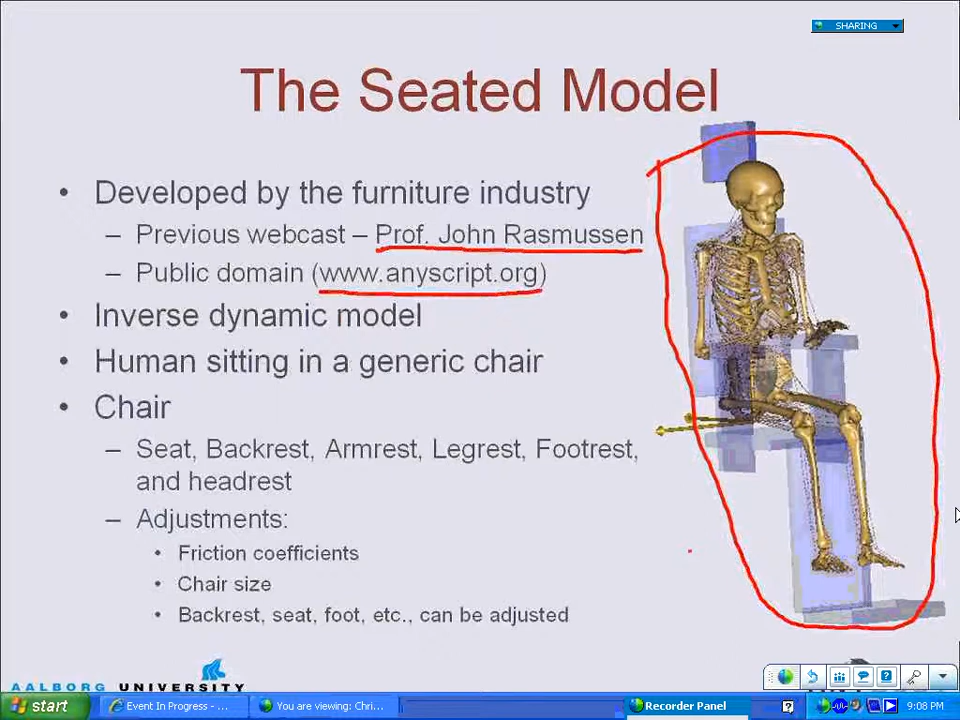 SHARING
The Seated Model
• Developed by the furniture industry
– Previous webcast – Prof. John Rasmussen
– Public domain (www.anyscript.org)
• Inverse dynamic model
• Human sitting in a generic chair
• Chair
– Seat, Backrest, Armrest, Legrest, Footrest,
and headrest
– Adjustments:
• Friction coefficients
• Chair size
• Backrest, seat, foot, etc., can be adjusted
AALBORG UNIVERSITY
start
Event In Progress - ...
You are viewing: Chri...
Recorder Panel
9:08 PM